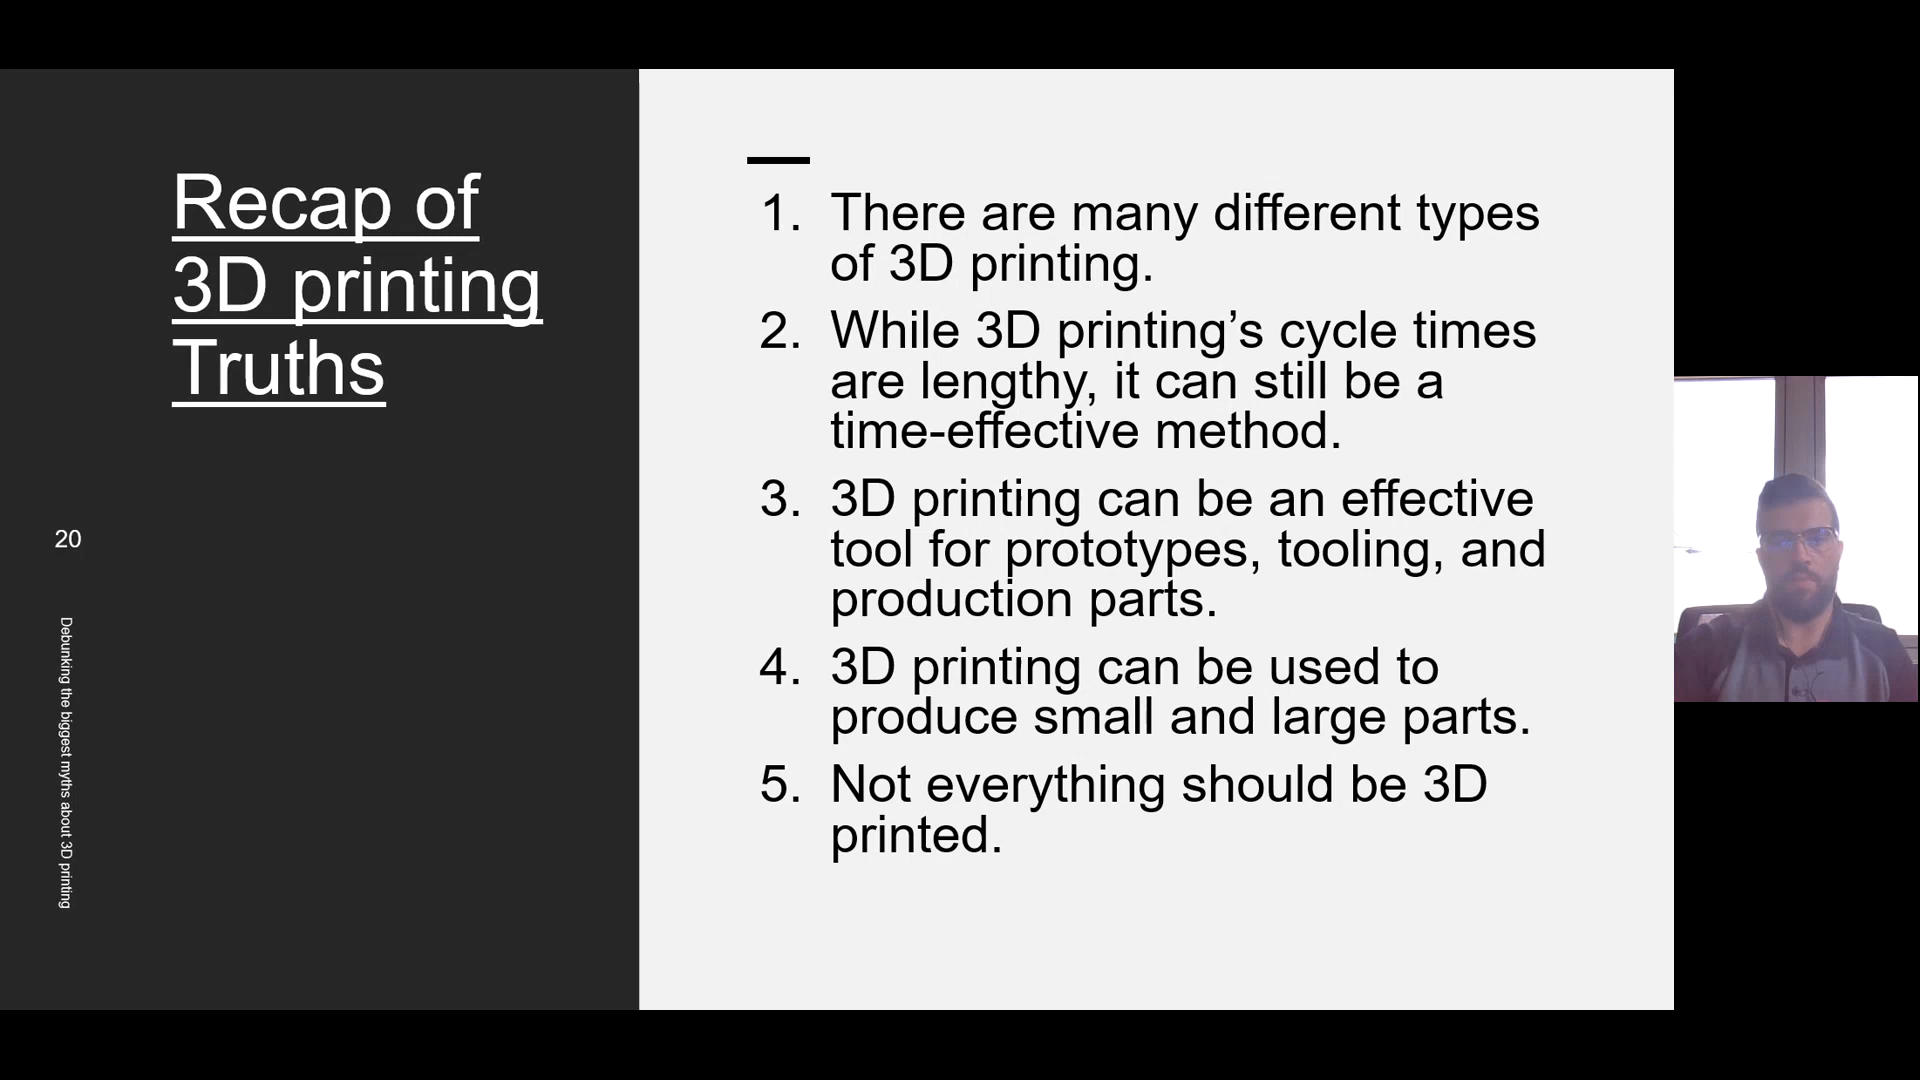 Recap of
3D printing
Truths
20
Debunking the biggest myths about 3D printing
1. There are many different types
of 3D printing.
2. While 3D printing’s cycle times
are lengthy, it can still be a
time-effective method.
3. 3D printing can be an effective
tool for prototypes, tooling, and
production parts.
4. 3D printing can be used to
produce small and large parts.
5. Not everything should be 3D
printed.